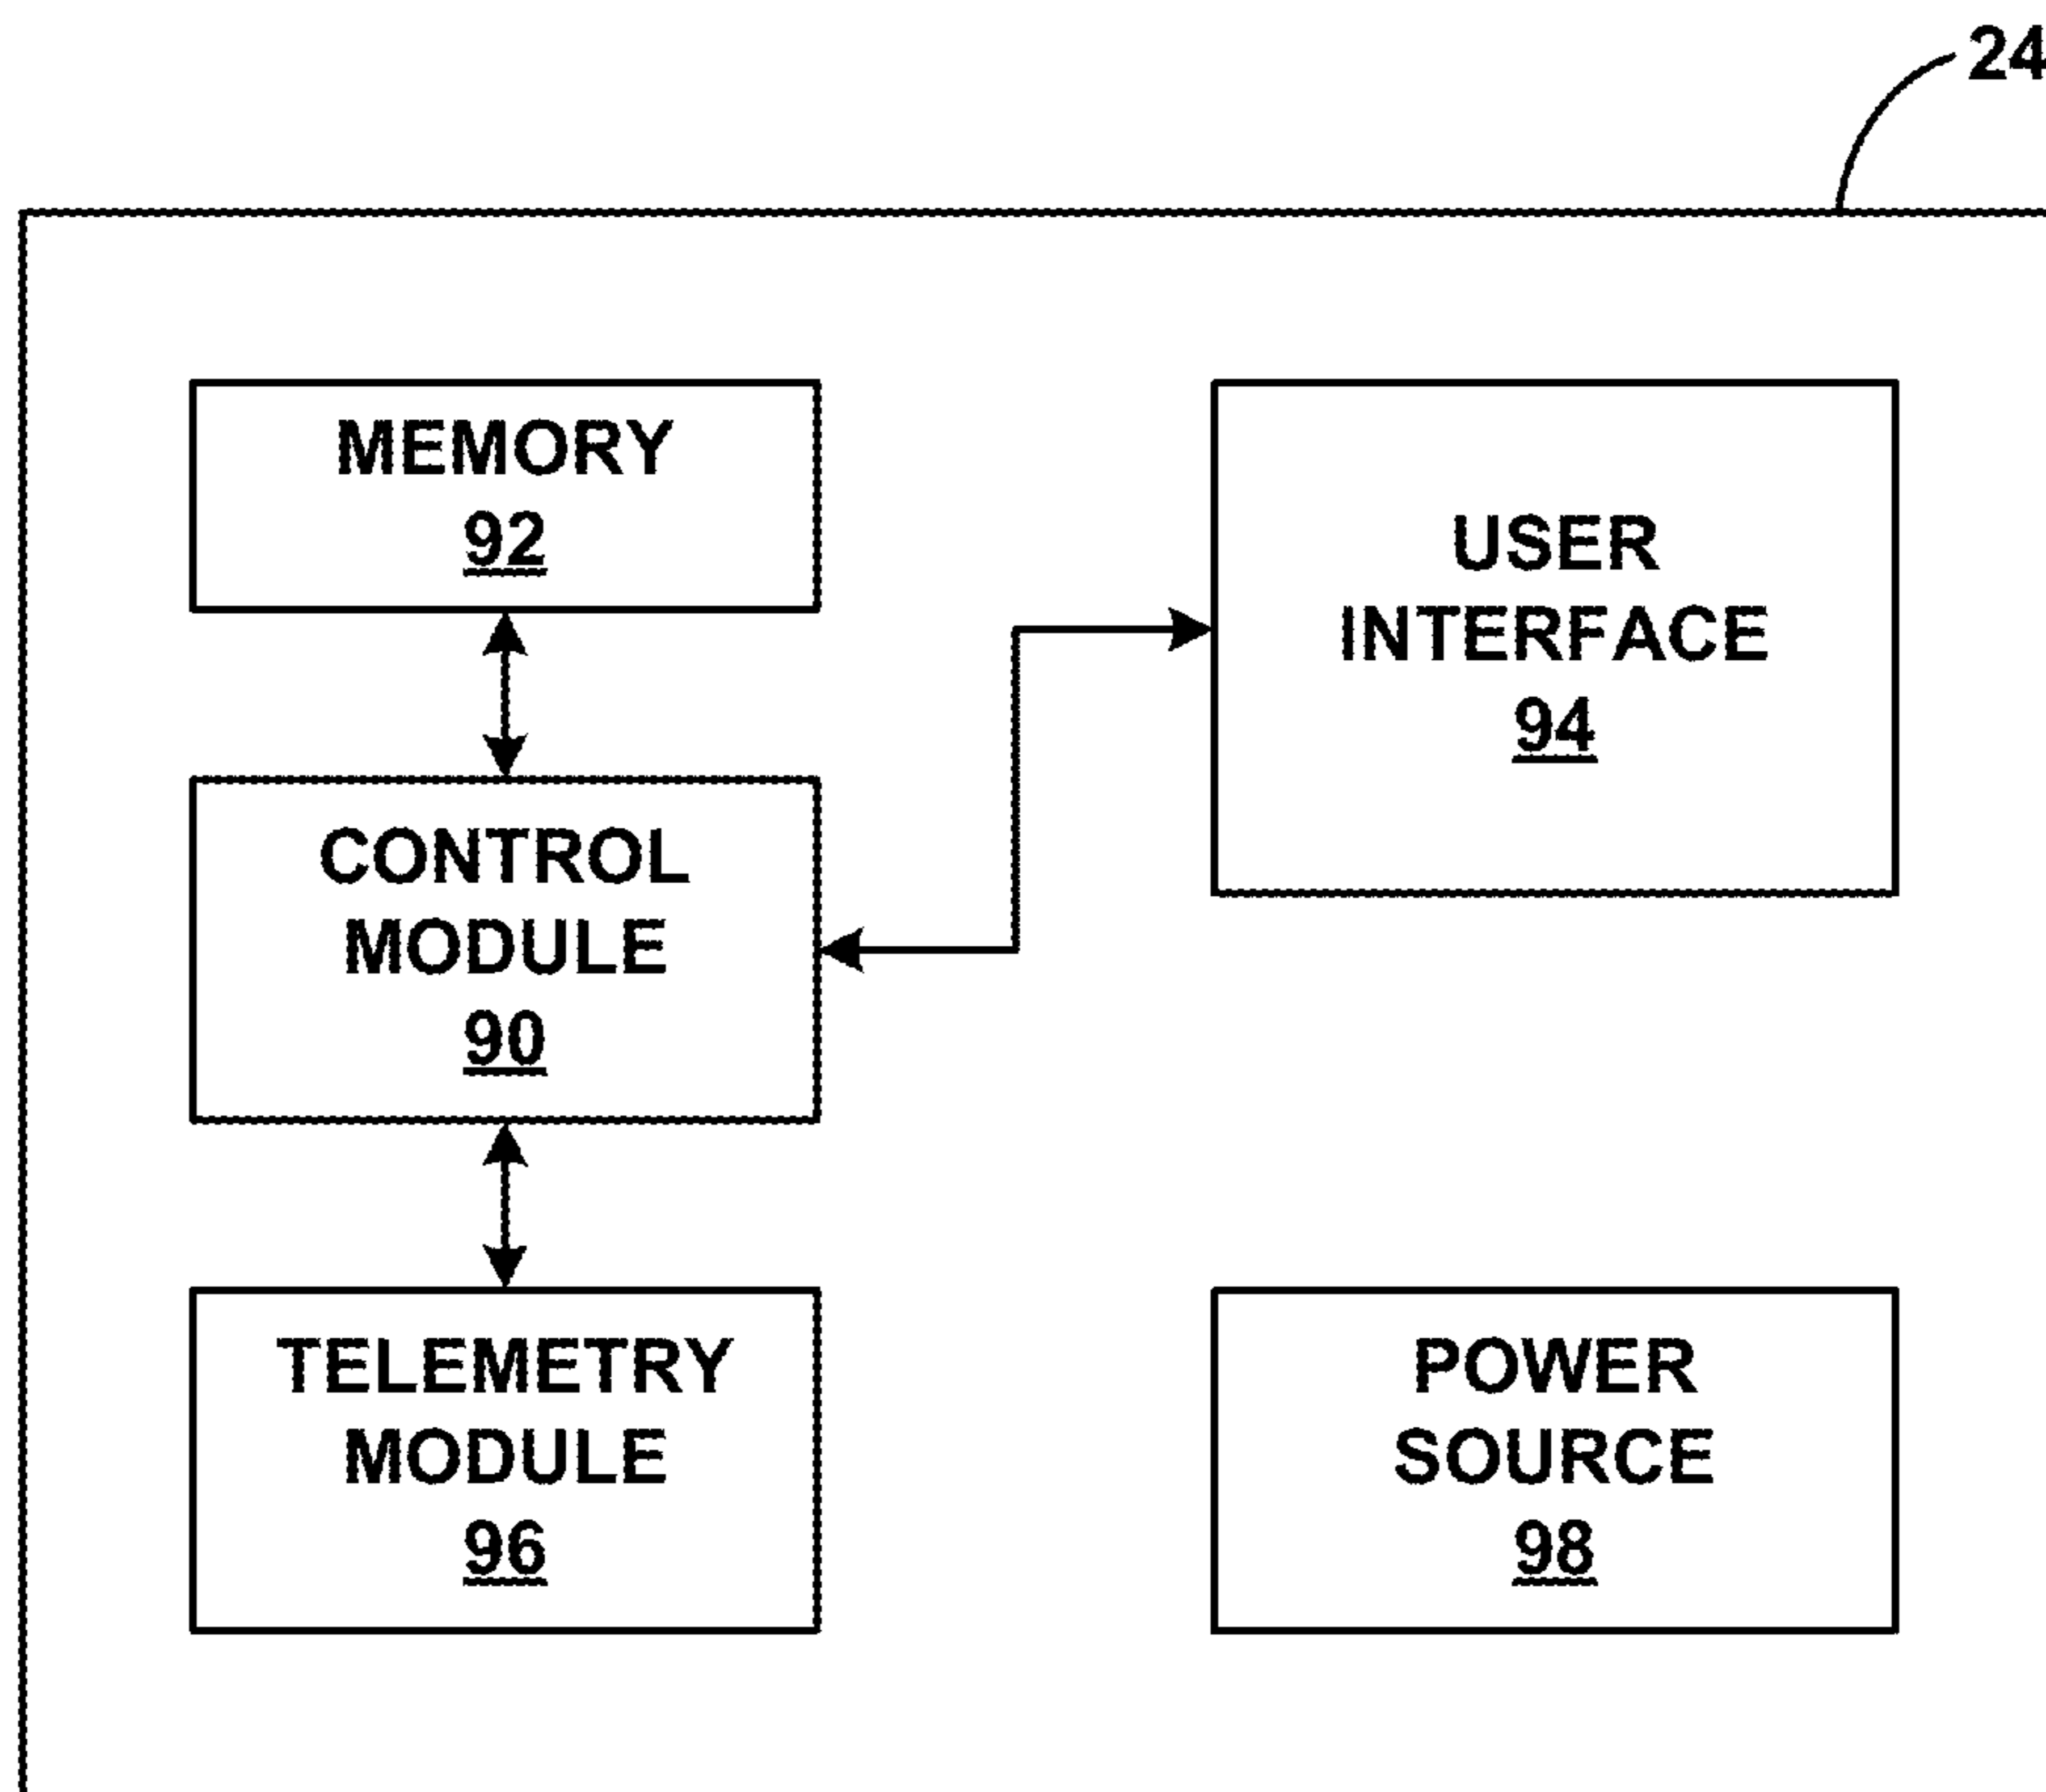 24
MEMORY
92
USER
INTERFACE
94
CONTROL
MODULE
90
TELEMETRY
MODULE
96
POWER
SOURCE
98